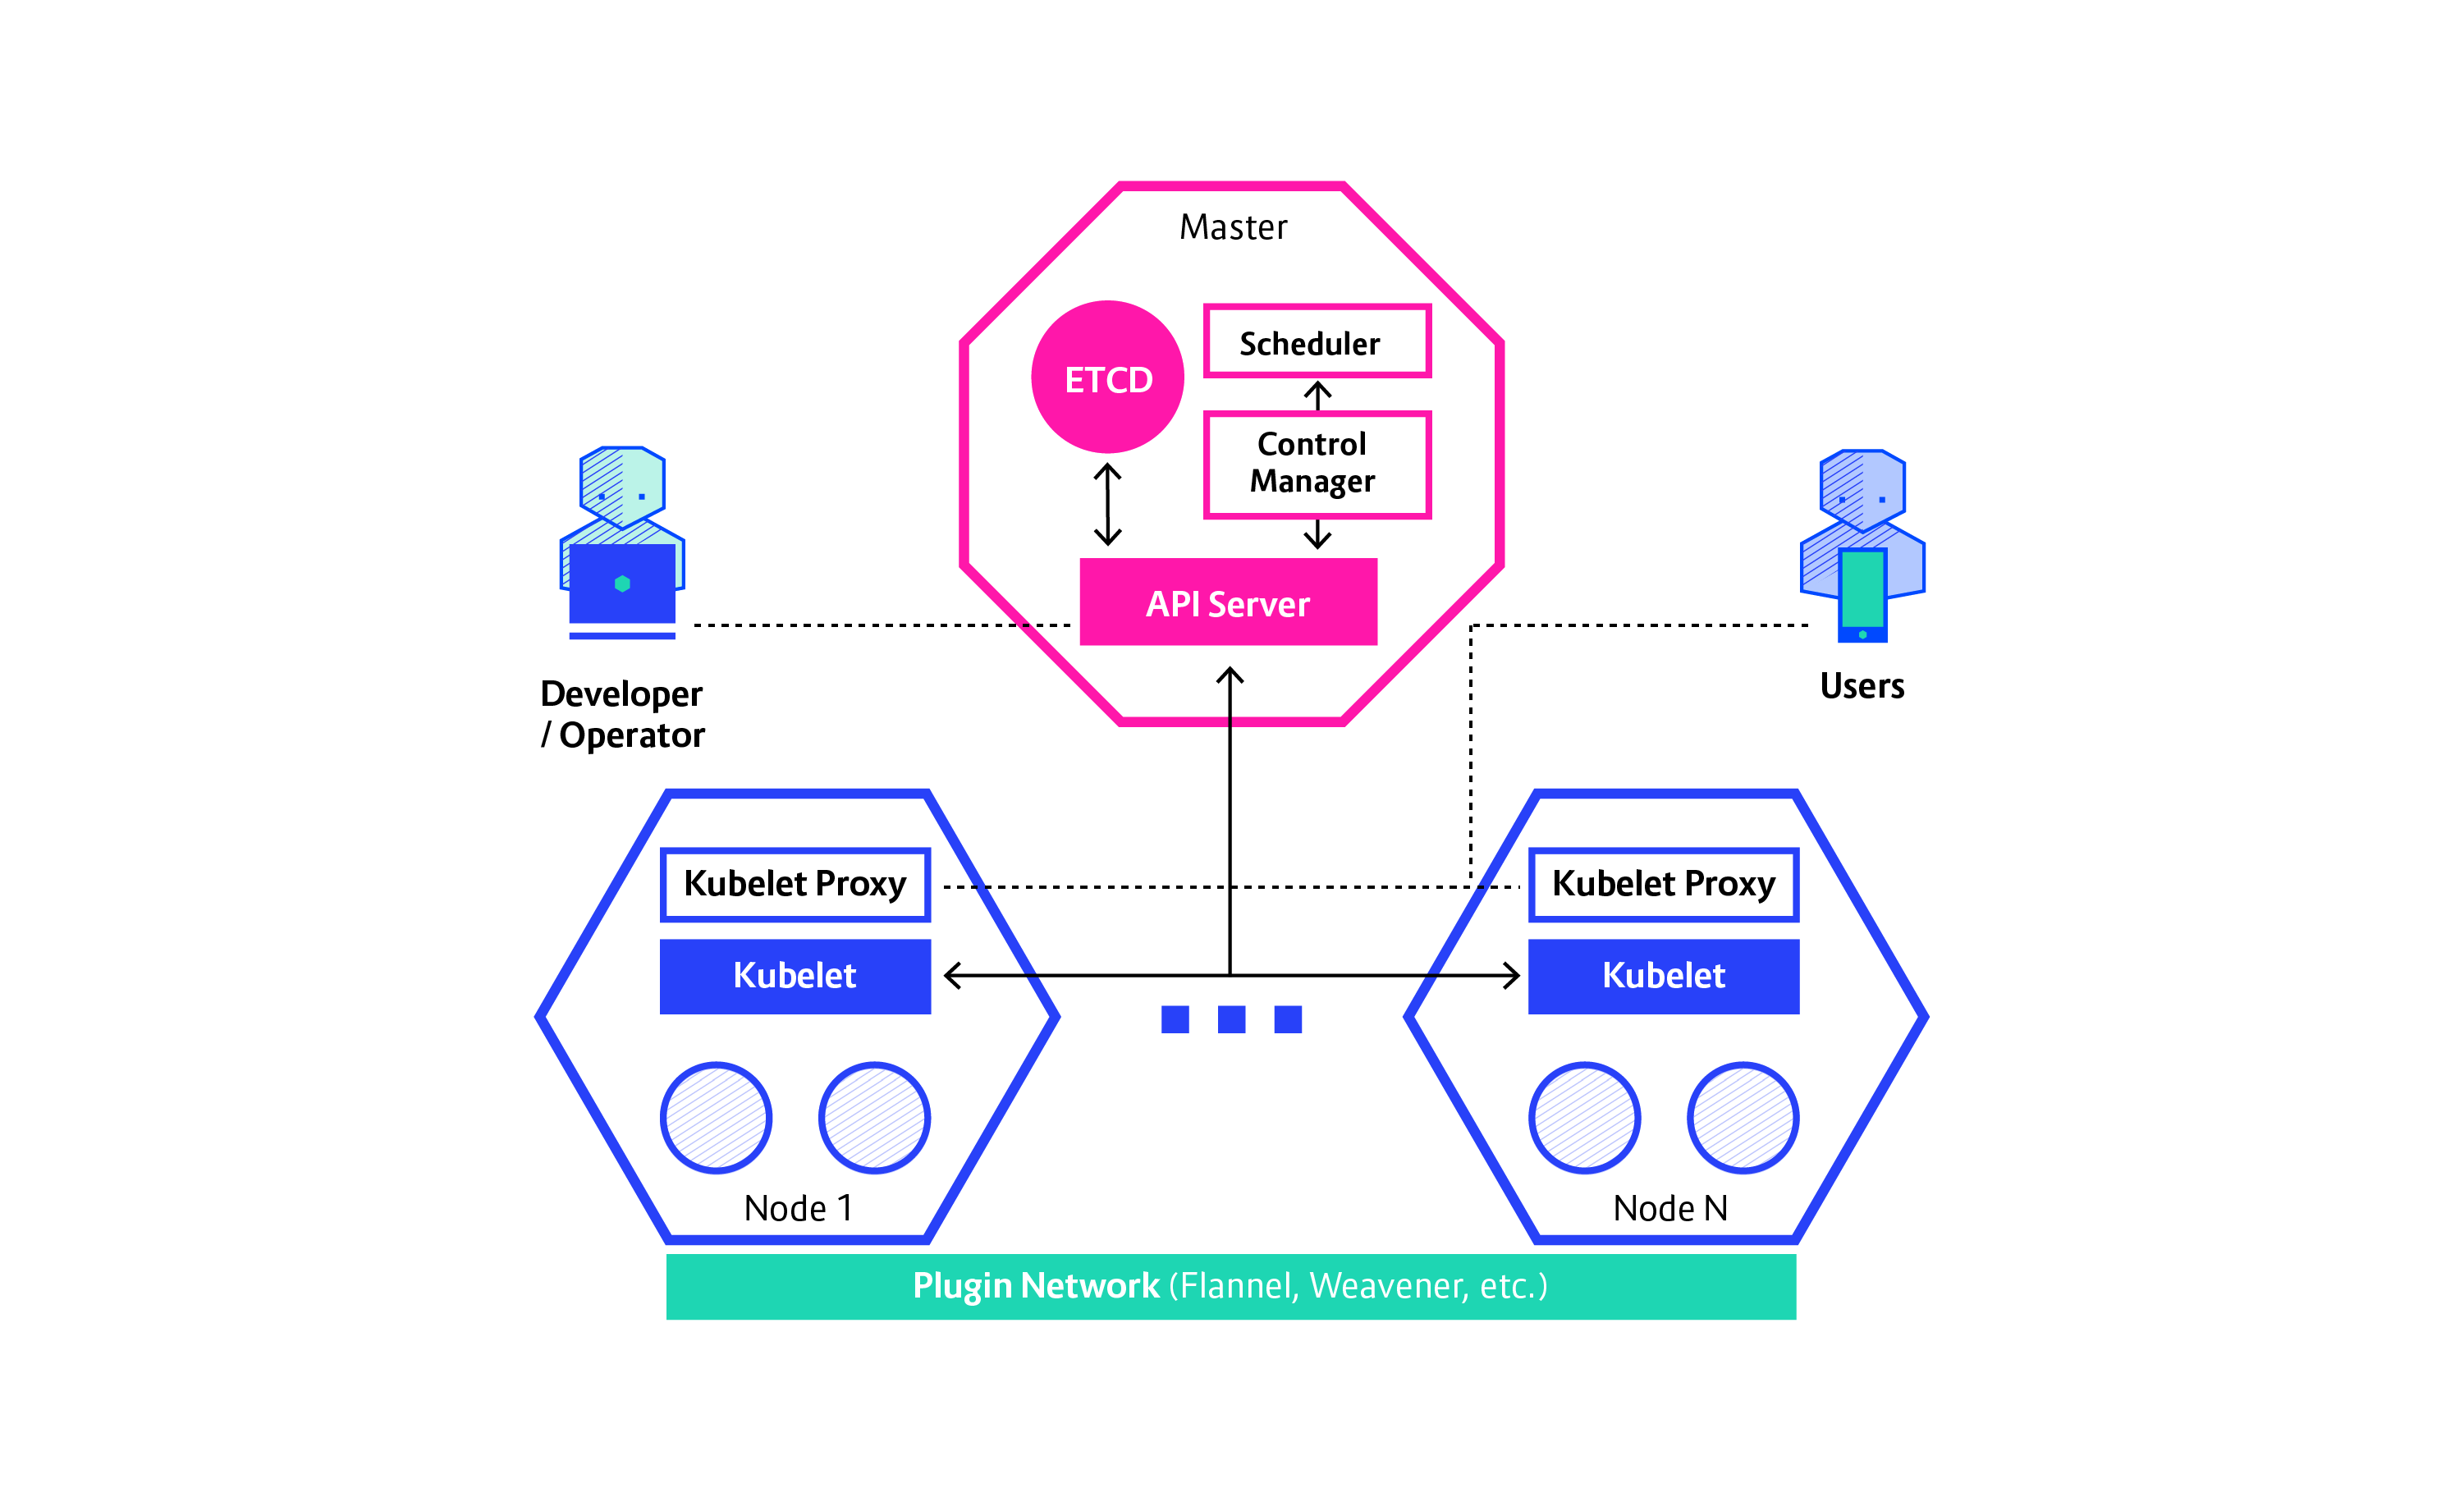 Master
ETCD
Scheduler
Control
Manager
API Server
Developer
/ Operator
Users
Kubelet Proxy
Kubelet
Node 1
Kubelet Proxy
Kubelet
Node N
Plugin Network (Flannel, Weavener, etc.)